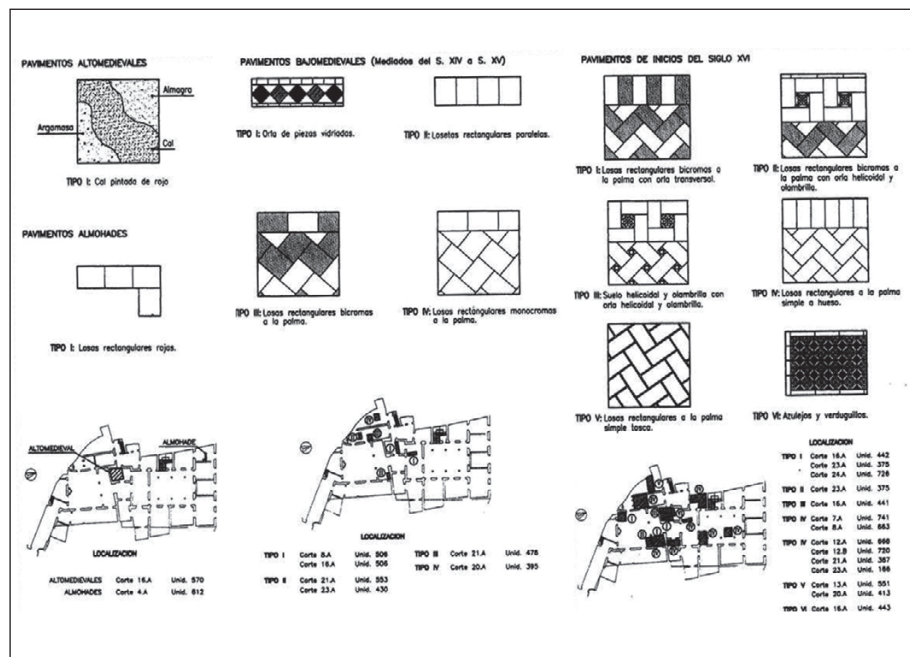 PAVIMENTOS ALTOMEDIEVALES
Almagra
Argamasa
Cal
TIPO I: Cal pintada de rojo
PAVIMENTOS ALMOHADES
TIPO I: Losas rectangulares rojas.
PAVIMENTOS BAJOMEDIEVALES (Mediados del S. XIV a S. XV)
TIPO I: Orla de piezas vidriadas.
TIPO II: Losetas rectangulares paralelas.
TIPO III: Losas rectangulares bicromas
a la palma.
TIPO IV: Losas rectángulares monocromas
a la palma.
PAVIMENTOS DE INICIOS DEL SIGLO XVI
TIPO I: Losas rectangulares bicromas a
la palma con orla transversal.
TIPO II: Losas rectangulares bicromas a
la palma con orla helicoidal y
olambrilla.
TIPO III: Suelo helicoidal y olambrilla con
orla helicoidal y olambrilla.
TIPO IV: Losas rectangulares a la palma
simple a hueso.
TIPO V: Losas rectangulares a la palma
simple tosca.
TIPO VI: Azulejos y verduguillos.
ALTOMEDIEVAL
ALMOHADE
LOCALIZACION
ALTOMEDIEVALES Corte 16.A Unid. 570
ALMOHADES Corte 4.A Unid. 612
LOCALIZACION
TIPO I Corte 8.A Unid. 506
Corte 16.A Unid. 506
TIPO II Corte 21.A Unid. 553
Corte 23.A Unid. 430
TIPO III Corte 21.A Unid. 478
TIPO IV Corte 20.A Unid. 395
LOCALIZACION
TIPO I Corte 16.A Unid. 442
Corte 23.A Unid. 375
Corte 24.A Unid. 728
TIPO II Corte 23.A Unid. 375
TIPO III Corte 16.A Unid. 441
TIPO IV Corte 7.A Unid. 741
Corte 8.A Unid. 663
TIPO IV Corte 12.A Unid.
Corte 12.B Unid. 720
Corte 21.A Unid. 387
Corte 23.A Unid.
TIPO V Corte 13.A Unid. 551
Corte 20.A Unid. 413
TIPO VI Corte 16.A Unid. 443